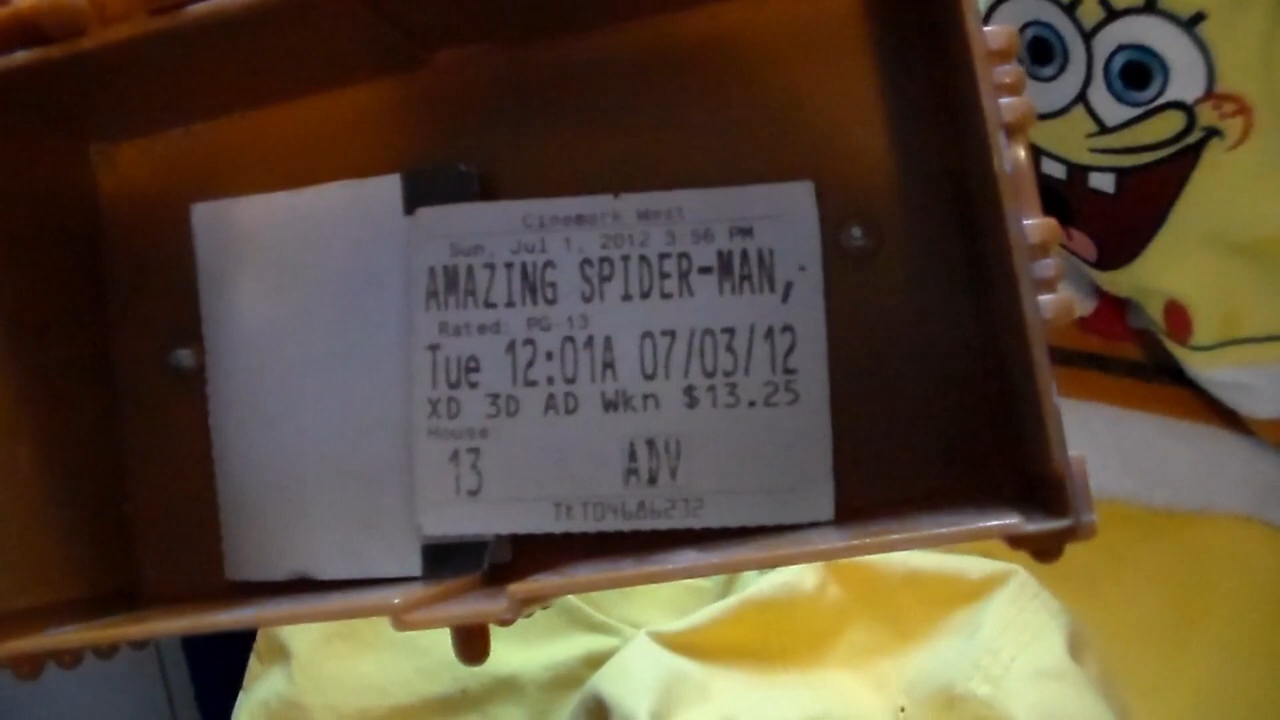 Cinemark West
Sun, Jul 1, 2012 3:56 PM
AMAZING SPIDER-MAN,-
Rated: PG-13
Tue 12:01A 07/03/12
XD 3D AD Wkn $13.25
House
13 ADV
TKT04686232